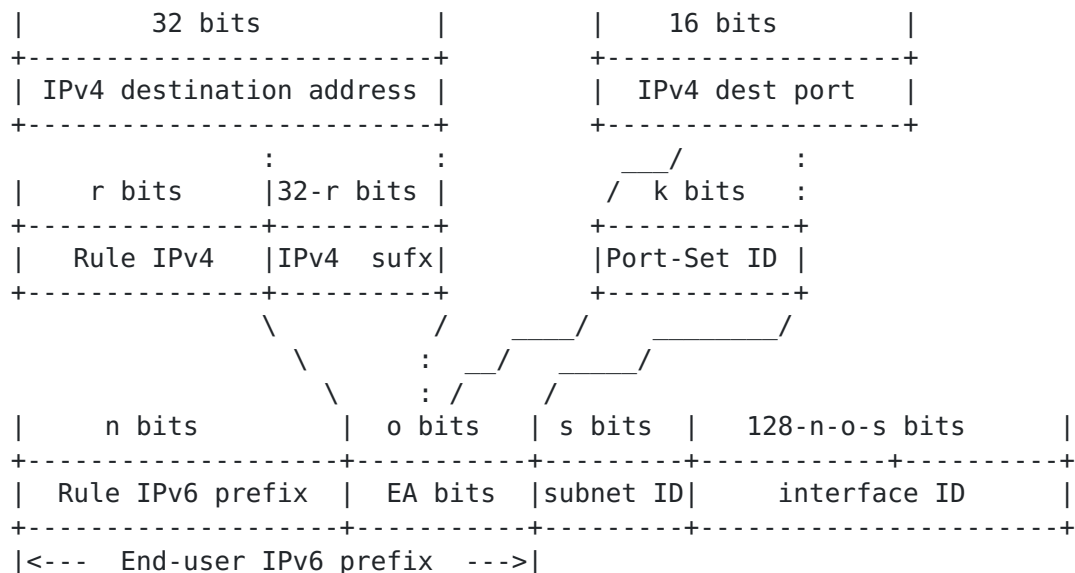 |        32 bits           |         |    16 bits        |
+--------------------------+         +-------------------+
| IPv4 destination address |         |  IPv4 dest port   |
+--------------------------+         +-------------------+
                :          :           ___/       :
|    r bits     |32-r bits |          /  k bits   :
+---------------+----------+         +------------+
|   Rule IPv4   |IPv4  sufx|         |Port-Set ID |
+---------------+----------+         +------------+
                \          /    ____/    ________/
                  \       :  __/   _____/
                    \     : /     /
|     n bits         |  o bits   | s bits  |   128-n-o-s bits      |
+--------------------+-----------+---------+------------+----------+
|  Rule IPv6 prefix  |  EA bits  |subnet ID|     interface ID      |
+--------------------+-----------+---------+-----------------------+
|<---  End-user IPv6 prefix  --->|